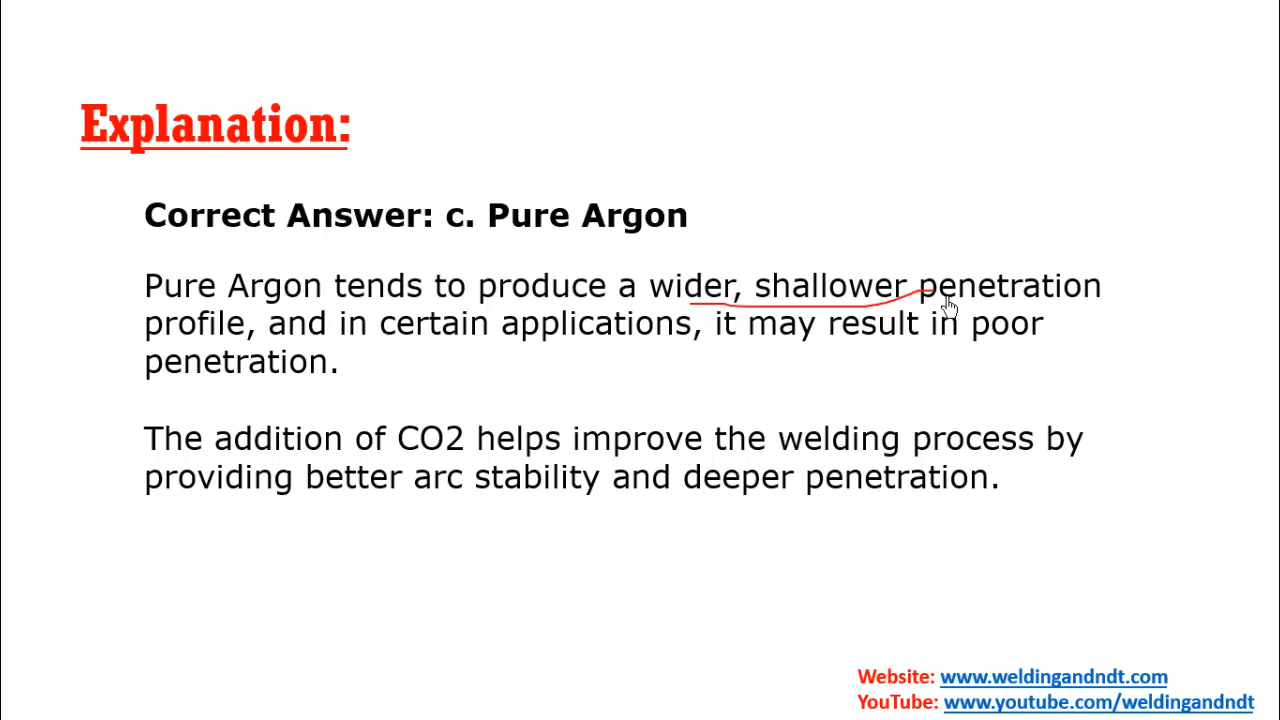 Explanation:
Correct Answer: c. Pure Argon
Pure Argon tends to produce a wider, shallower penetration
profile, and in certain applications, it may result in poor
penetration.
The addition of CO2 helps improve the welding process by
providing better arc stability and deeper penetration.
Website: www.weldingandndt.com
YouTube: www.youtube.com/weldingandndt